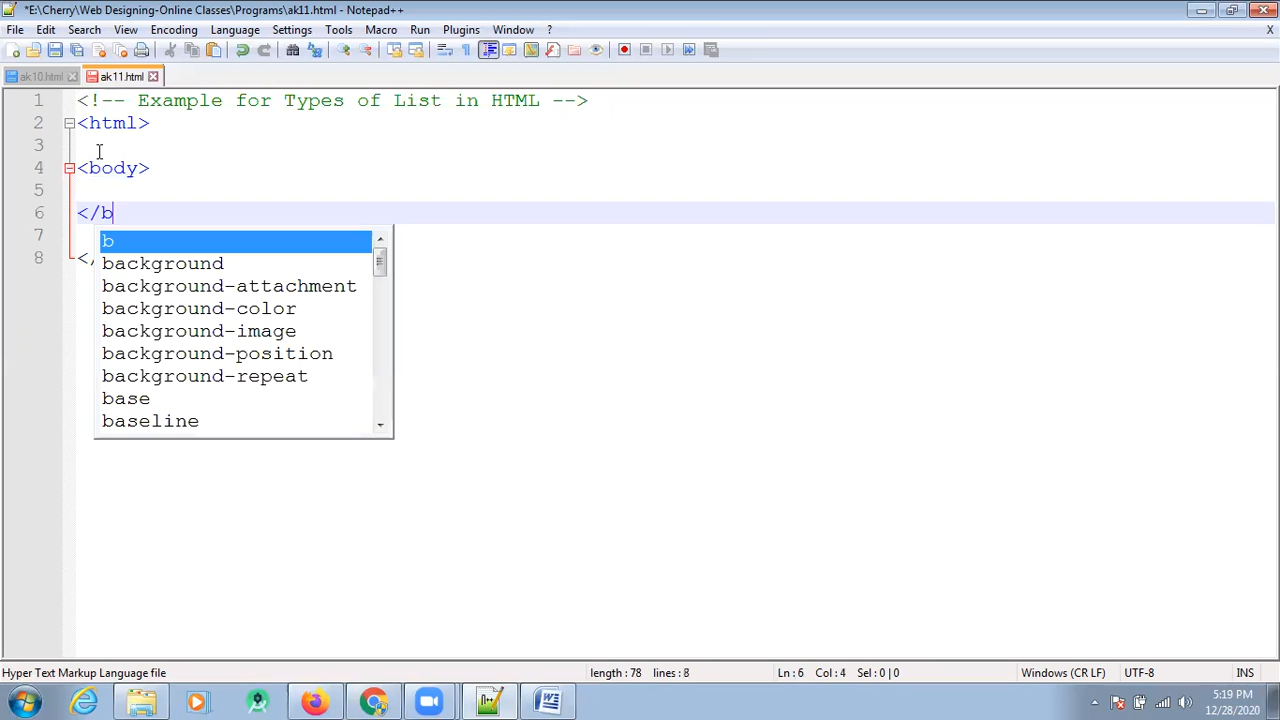 *E:\Cherry\Web Designing-Online Classes\Programs\ak11.html - Notepad++
File Edit Search View Encoding Language Settings Tools Macro Run Plugins Window ? X
ak10.html ak11.html
1 <!-- Example for Types of List in HTML -->
2 <html>
3
4 <body>
5
6 </b
7
8 </
b
background
background-attachment
background-color
background-image
background-position
background-repeat
base
baseline
Hyper Text Markup Language file length : 78 lines : 8 Ln : 6 Col : 4 Sel : 0 | 0 Windows (CR LF) UTF-8 INS
5:19 PM
12/28/2020